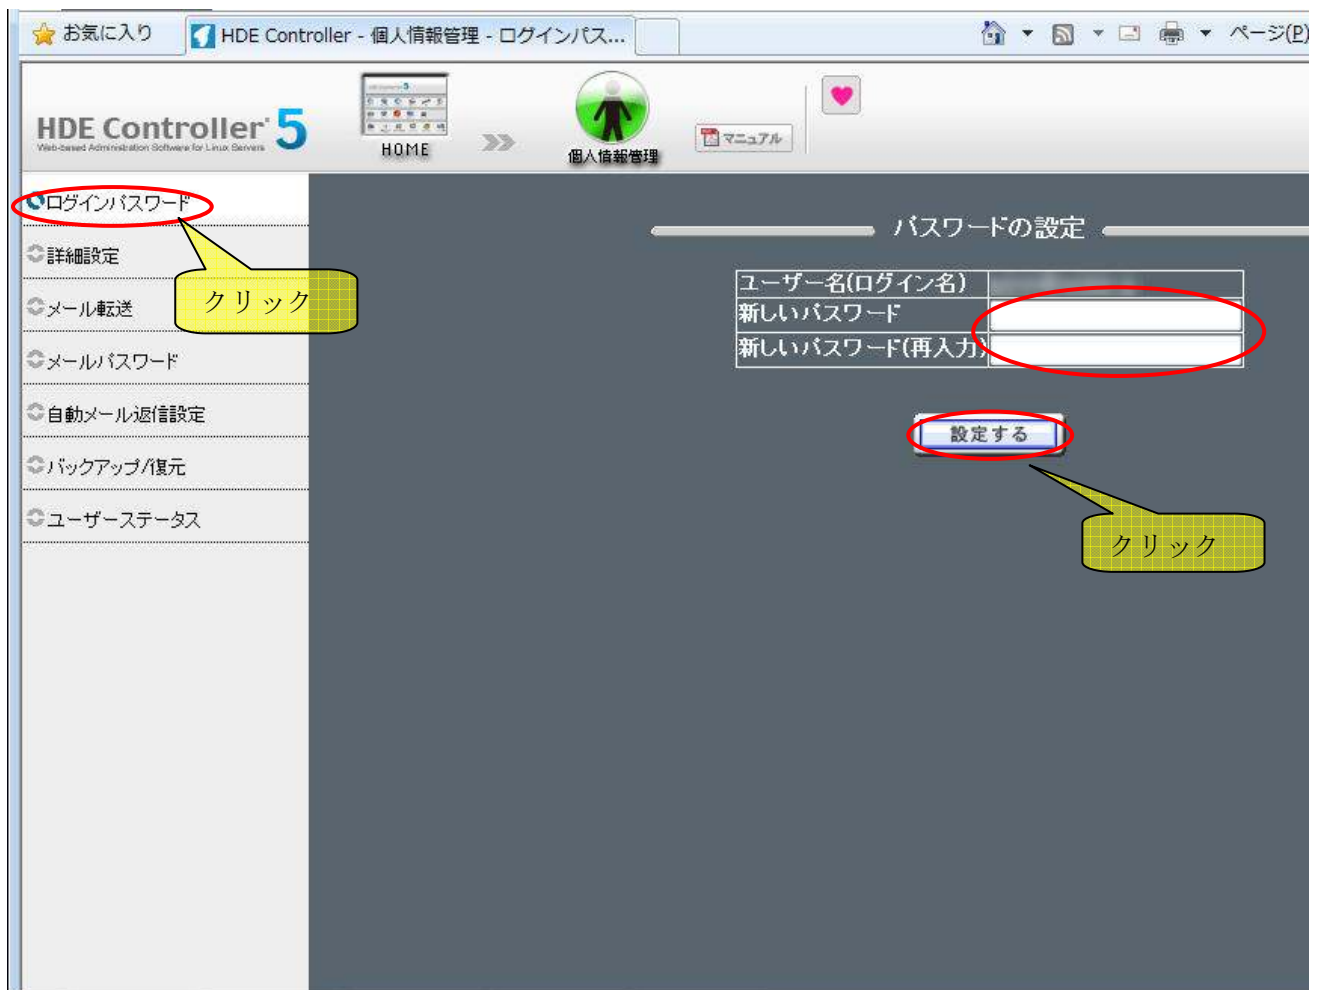 お気に入り
HDE Controller - 個人情報管理 - ログインパス...
ページ(P)
HDE Controller 5
Web-based Administration Software for Linux Servers
HOME
個人情報管理
マニュアル
ログインパスワード
詳細設定
メール転送
メールパスワード
自動メール返信設定
バックアップ/復元
ユーザーステータス
クリック
パスワードの設定
ユーザー名(ログイン名)
新しいパスワード
新しいパスワード(再入力)
設定する
クリック